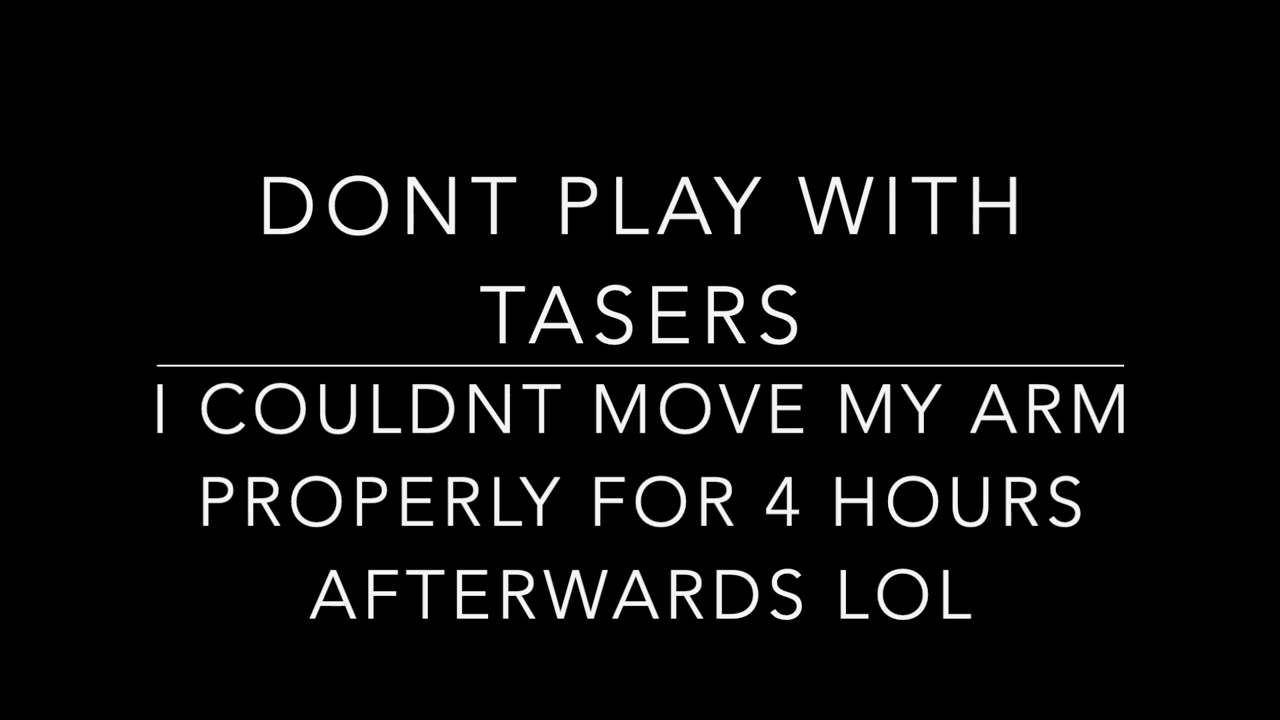 DONT PLAY WITH
TASERS
I COULDNT MOVE MY ARM
PROPERLY FOR 4 HOURS
AFTERWARDS LOL